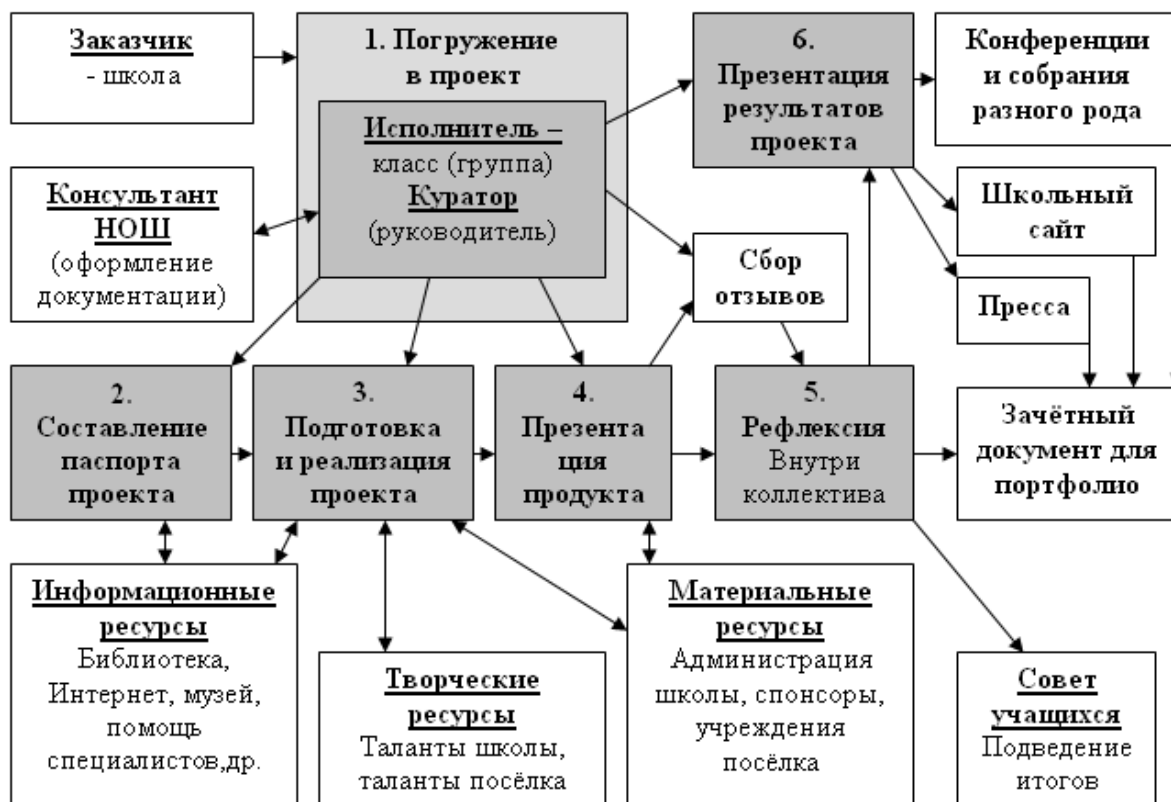 Заказчик
- школа
1. Погружение
в проект
Исполнитель –
класс (группа)
Куратор
(руководитель)
6.
Презентация
результатов
проекта
Конференции
и собрания
разного рода
Консультант
НОШ
(оформление
документации)
Школьный
сайт
Сбор
отзывов
Пресса
2.
Составление
паспорта
проекта
3.
Подготовка
и реализация
проекта
4.
Презента
ция
продукта
5.
Рефлексия
Внутри
коллектива
Зачётный
документ для
портфолио
Информационные
ресурсы
Библиотека,
Интернет, музей,
помощь
специалистов,др.
Творческие
ресурсы
Таланты школы,
таланты посёлка
Материальные
ресурсы
Администрация
школы, спонсоры,
учреждения
посёлка
Совет
учащихся
Подведение
итогов